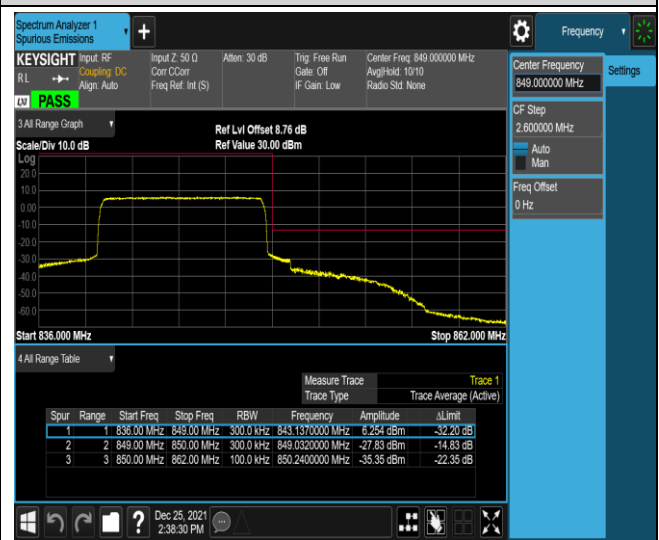 Spectrum Analyzer 1
Spurious Emissions
Frequency
KEYSIGHT
RL
Input: RF
Coupling: DC
Align: Auto
Input Z: 50 Ω
Corr CCorr
Freq Ref: Int (S)
Atten: 30 dB
Trig: Free Run
Gate: Off
IF Gain: Low
Center Freq: 849.000000 MHz
Avg|Hold: 10/10
Radio Std: None
PASS
3 All Range Graph
Scale/Div 10.0 dB
Ref Lvl Offset 8.76 dB
Ref Value 30.00 dBm
Log
20.0
10.0
0.00
-10.0
-20.0
-30.0
-40.0
-50.0
-60.0
Start 836.000 MHz
Stop 862.000 MHz
4 All Range Table
Measure Trace Trace 1
Trace Type Trace Average (Active)
Spur Range Start Freq Stop Freq RBW Frequency Amplitude ΔLimit
1 1 836.00 MHz 849.00 MHz 300.0 kHz 843.1370000 MHz 6.254 dBm -32.20 dB
2 2 849.00 MHz 850.00 MHz 300.0 kHz 849.0320000 MHz -27.83 dBm -14.83 dB
3 3 850.00 MHz 862.00 MHz 100.0 kHz 850.2400000 MHz -35.35 dBm -22.35 dB
Dec 25, 2021
2:38:30 PM
Center Frequency
849.000000 MHz
Settings
CF Step
2.600000 MHz
Auto
Man
Freq Offset
0 Hz